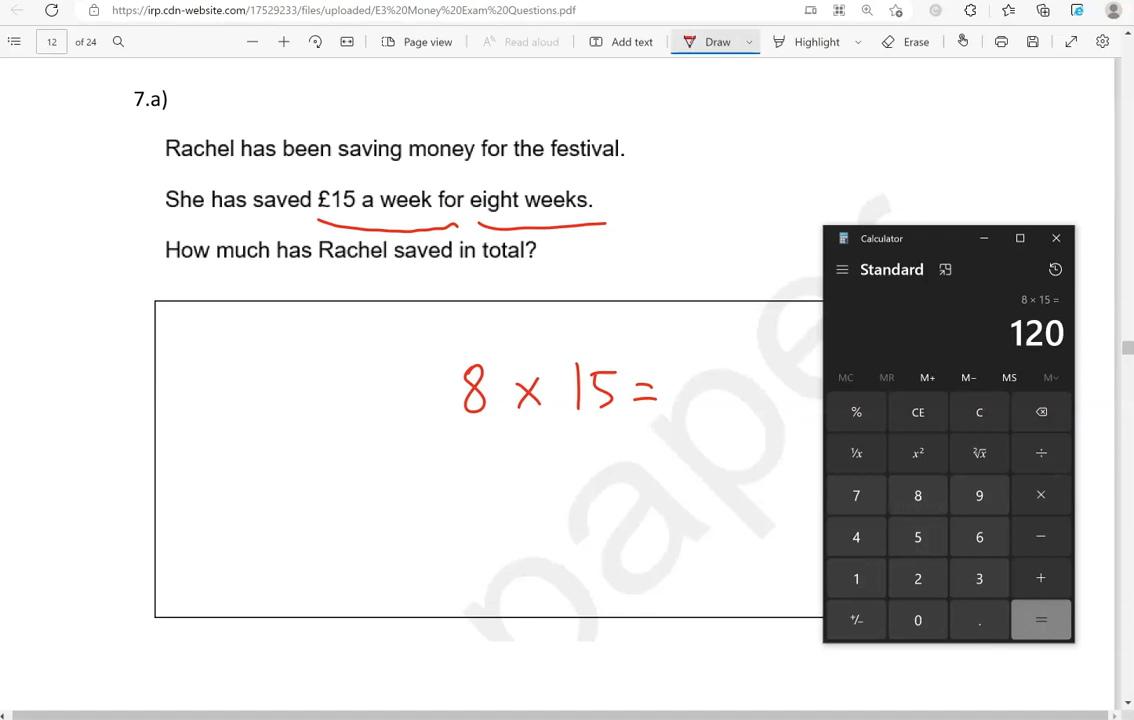 https://irp.cdn-website.com/17529233/files/uploaded/E3%20Money%20Exam%20Questions.pdf
12 of 24 Page view Read aloud Add text Draw Highlight Erase
7.a)
Rachel has been saving money for the festival.
She has saved £15 a week for eight weeks.
How much has Rachel saved in total?
8 × 15 =
Calculator
Standard
8 × 15 =
120
MC MR M+ M− MS M˅
% CE C
¹/x x² ²√x ÷
7 8 9 ×
4 5 6 −
1 2 3 +
+/− 0 . =